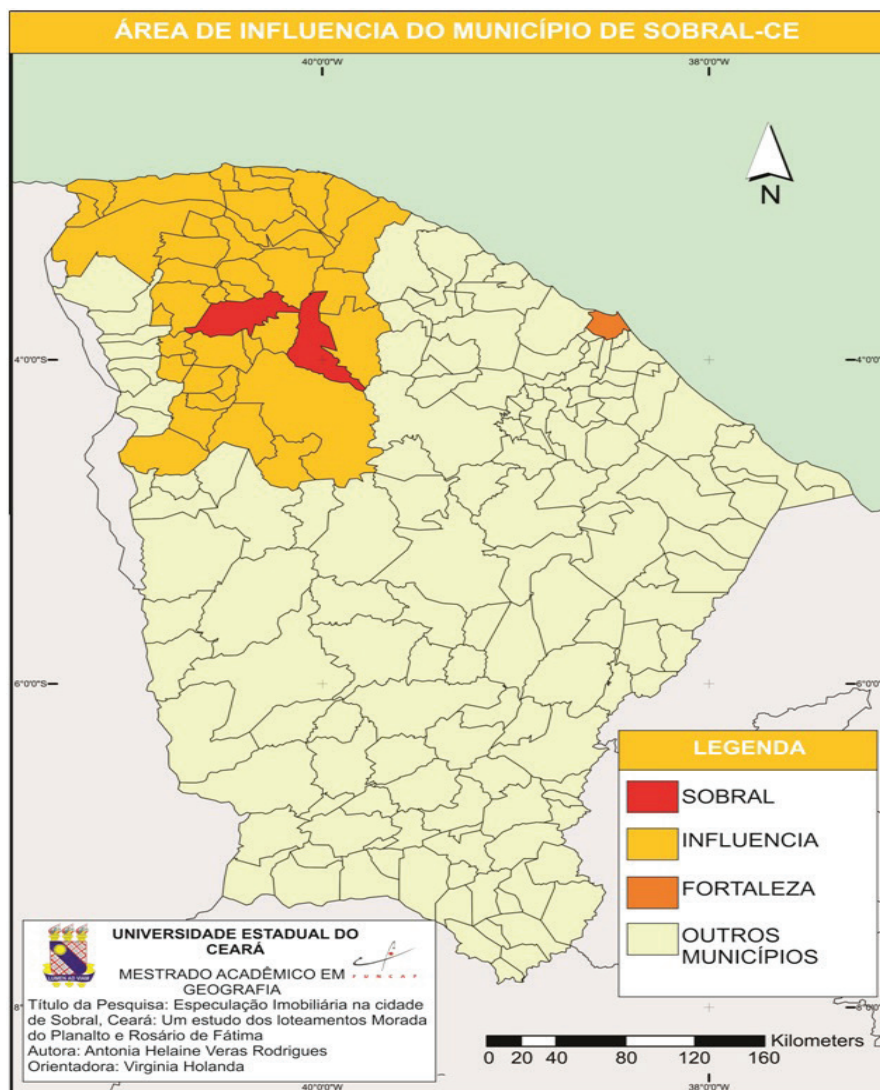 ÁREA DE INFLUENCIA DO MUNICÍPIO DE SOBRAL-CE
40°0'0"W
38°0'0"W
N
4°0'0"S
4°0'0"S
6°0'0"S
LEGENDA
SOBRAL
INFLUENCIA
FORTALEZA
OUTROS
MUNICÍPIOS
UNIVERSIDADE ESTADUAL DO
CEARÁ
MESTRADO ACADÊMICO EM
FUNCAP
GEOGRAFIA
Título da Pesquisa: Especulação Imobiliária na cidade
de Sobral, Ceará: Um estudo dos loteamentos Morada
do Planalto e Rosário de Fátima
Autora: Antonia Helaine Veras Rodrigues
Orientadora: Virginia Holanda
Kilometers
0 20 40 80 120 160
40°0'0"W
38°0'0"W